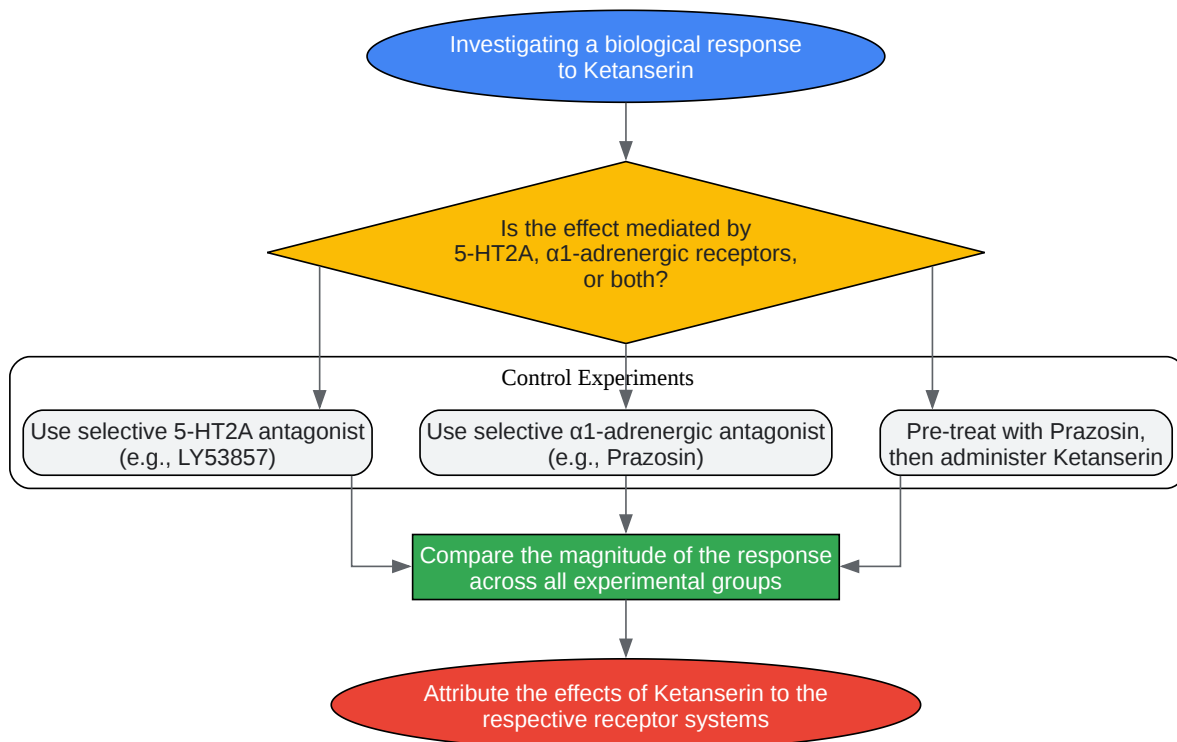 Investigating a biological response
to Ketanserin
Is the effect mediated by
5-HT2A, α1-adrenergic receptors,
or both?
Control Experiments
Use selective 5-HT2A antagonist
(e.g., LY53857)
Use selective α1-adrenergic antagonist
(e.g., Prazosin)
Pre-treat with Prazosin,
then administer Ketanserin
Compare the magnitude of the response
across all experimental groups
Attribute the effects of Ketanserin to the
respective receptor systems